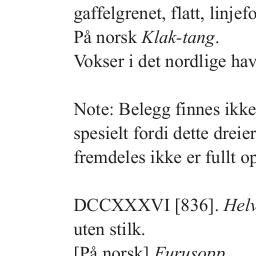 gaffelgrenet, flatt, linjefo
På norsk Klak-tang.
Vokser i det nordlige hav
Note: Belegg finnes ikke
spesielt fordi dette dreier
fremdeles ikke er fullt op
DCCXXXVI [836]. Helv
uten stilk.
[På norsk] Furusopp